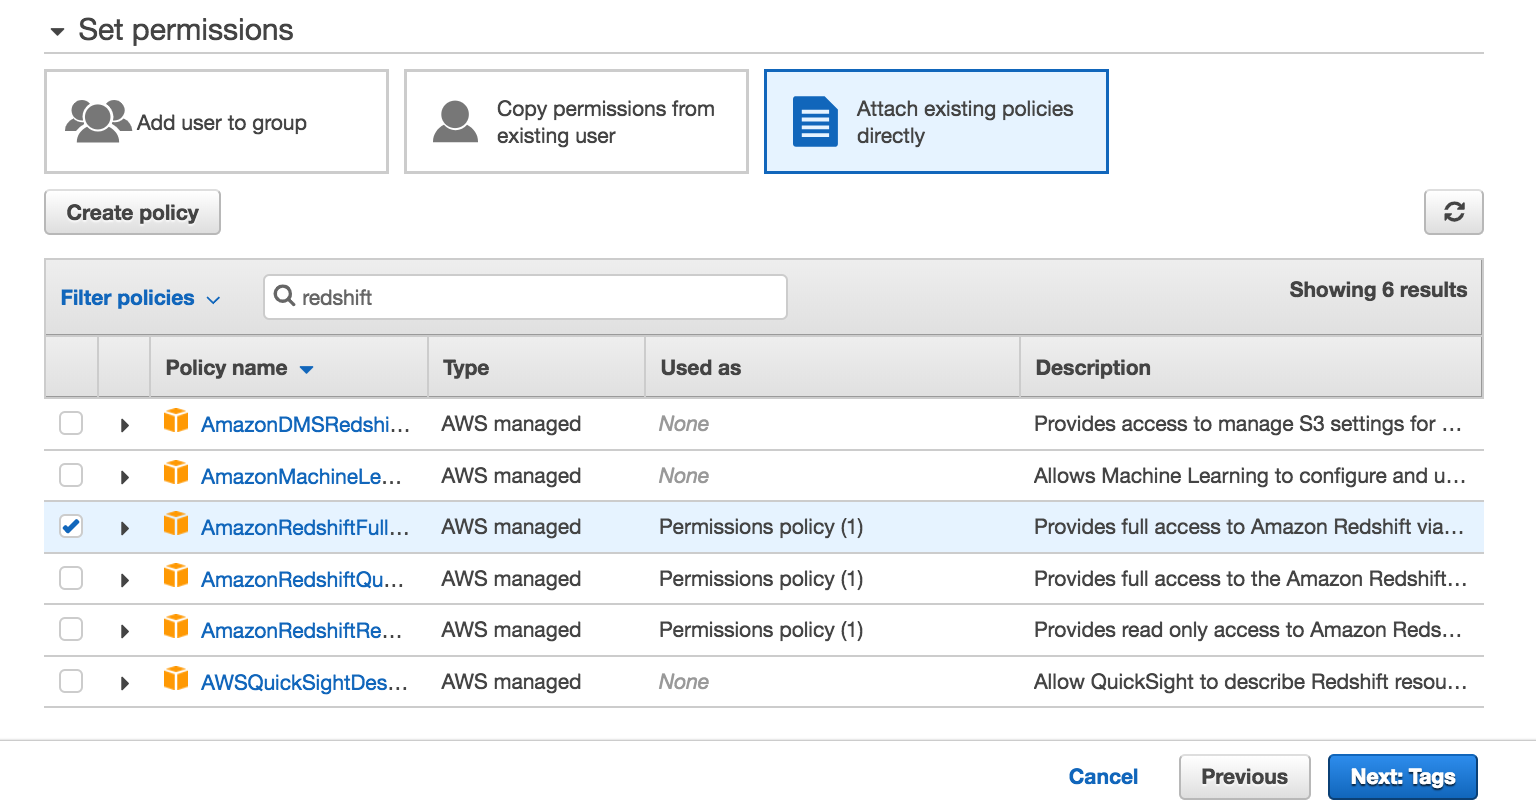 Set permissions
Add user to group
Copy permissions from
existing user
Attach existing policies
directly
Create policy
Filter policies
redshift
Showing 6 results
Policy name Type Used as Description
AmazonDMSRedshi... AWS managed None Provides access to manage S3 settings for ...
AmazonMachineLe... AWS managed None Allows Machine Learning to configure and u...
AmazonRedshiftFull... AWS managed Permissions policy (1) Provides full access to Amazon Redshift via...
AmazonRedshiftQu... AWS managed Permissions policy (1) Provides full access to the Amazon Redshift...
AmazonRedshiftRe... AWS managed Permissions policy (1) Provides read only access to Amazon Reds...
AWSQuickSightDes... AWS managed None Allow QuickSight to describe Redshift resou...
Cancel Previous Next: Tags